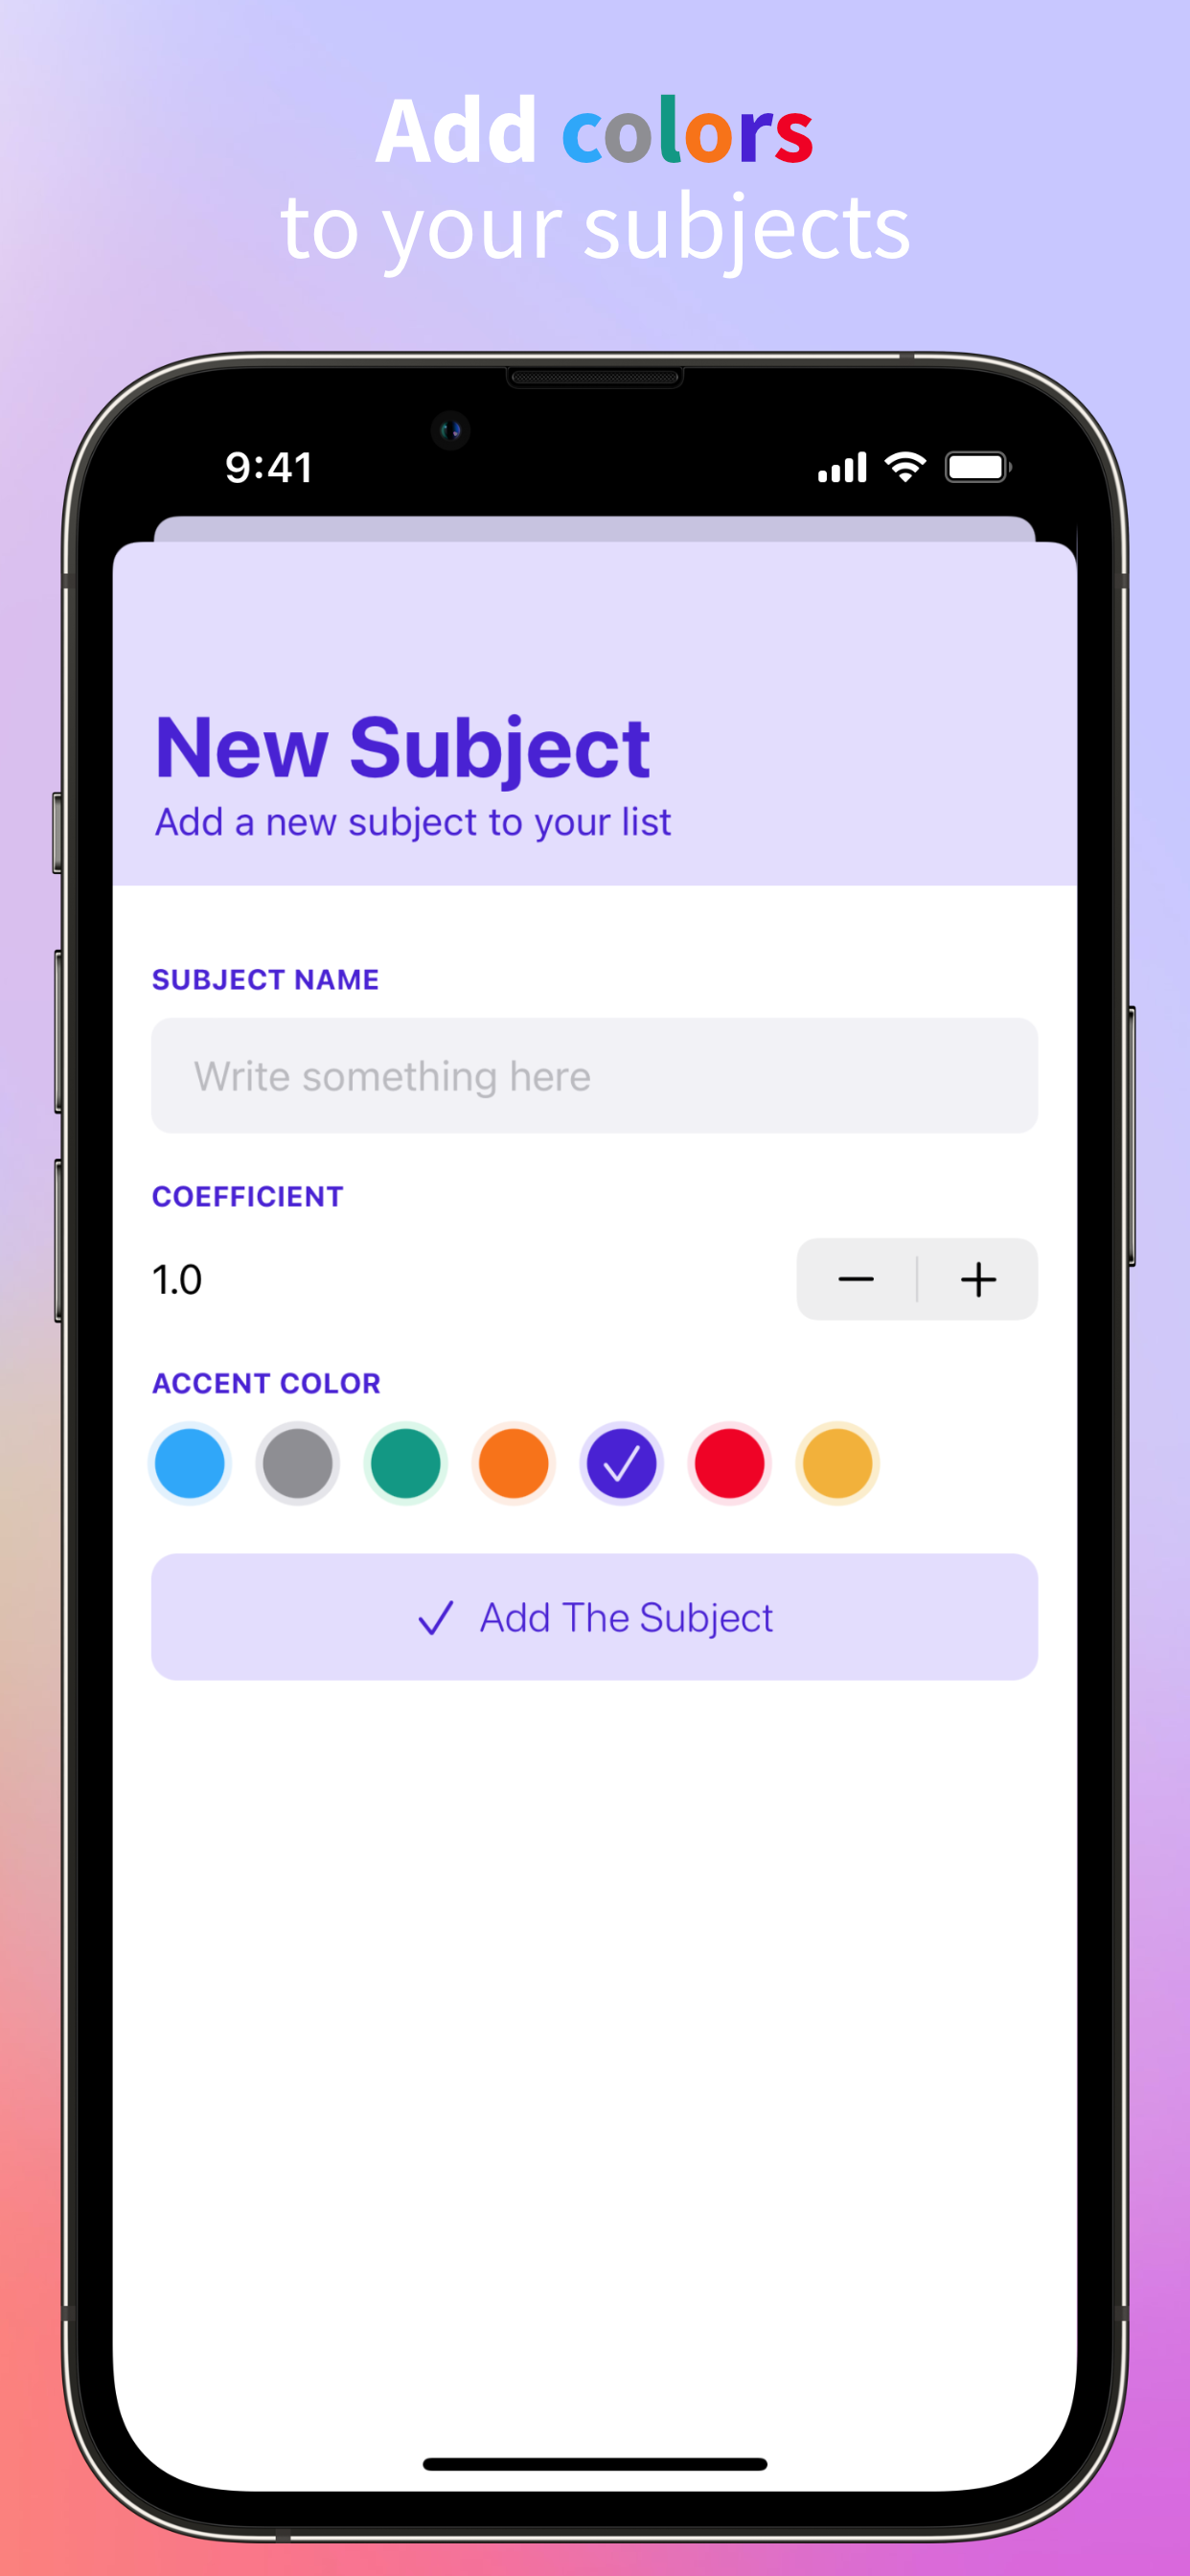 Add colors
to your subjects
9:41
New Subject
Add a new subject to your list
SUBJECT NAME
Write something here
COEFFICIENT
1.0
ACCENT COLOR
Add The Subject